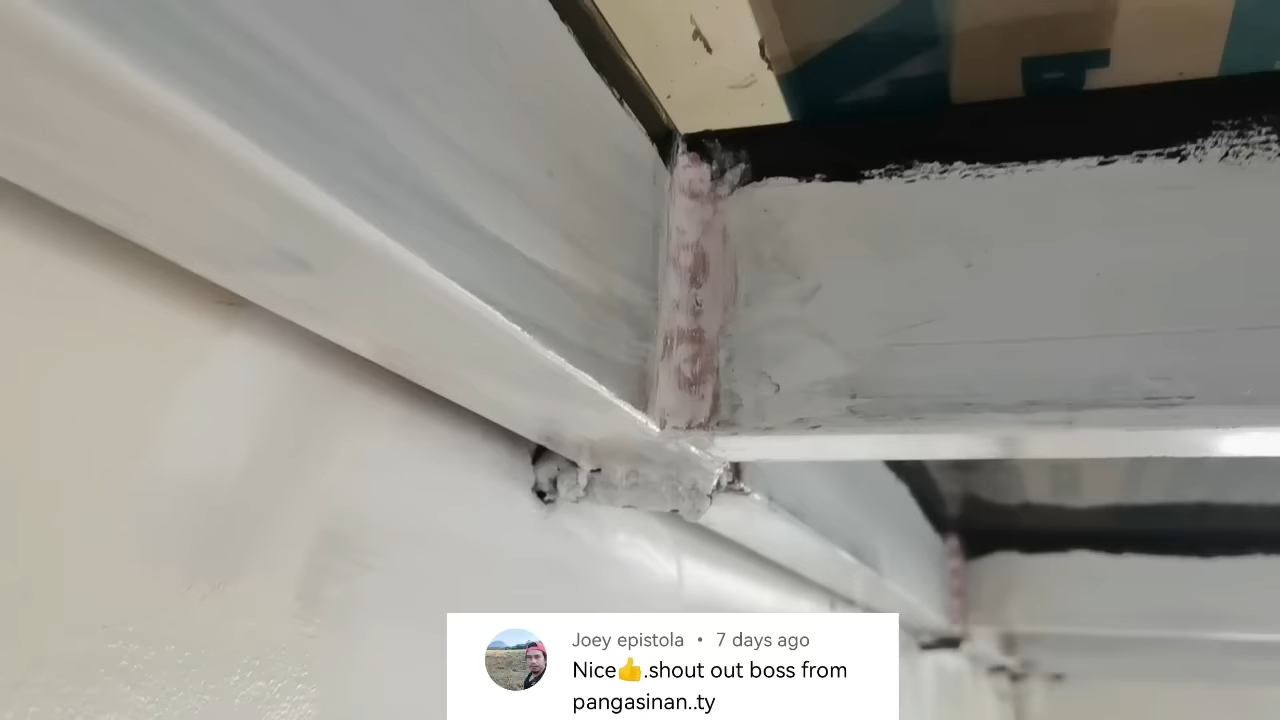 Joey epistola • 7 days ago
Nice👍.shout out boss from
pangasinan..ty